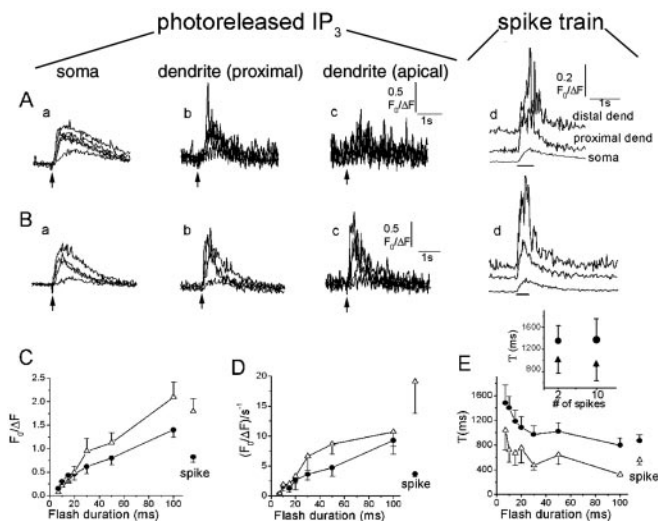 photoreleased IP3 spike train
soma dendrite (proximal) dendrite (apical)
A a b c 0.5 F0/ΔF 1s d 0.2 F0/ΔF 1s
distal dend
proximal dend
soma
B a b c 0.5 F0/ΔF 1s d
C
F0/ΔF
2.5
2.0
1.5
1.0
0.5
0.0
0 20 40 60 80 100
Flash duration (ms)
spike
D
(F0/ΔF)/s-1
20
15
10
5
0
0 20 40 60 80 100
Flash duration (ms)
spike
E
T (ms)
1600
1200
800
2 10
# of spikes
T(ms)
1600
1200
800
400
0
0 20 40 60 80 100
Flash duration (ms)
spike